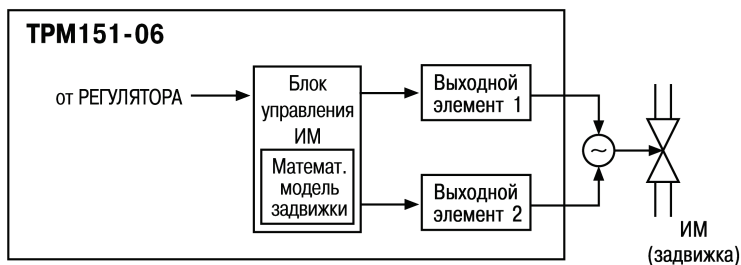 ТРМ151-06
от РЕГУЛЯТОРА
Блок
управления
ИМ
Математ.
модель
задвижки
Выходной
элемент 1
Выходной
элемент 2
~
ИМ
(задвижка)